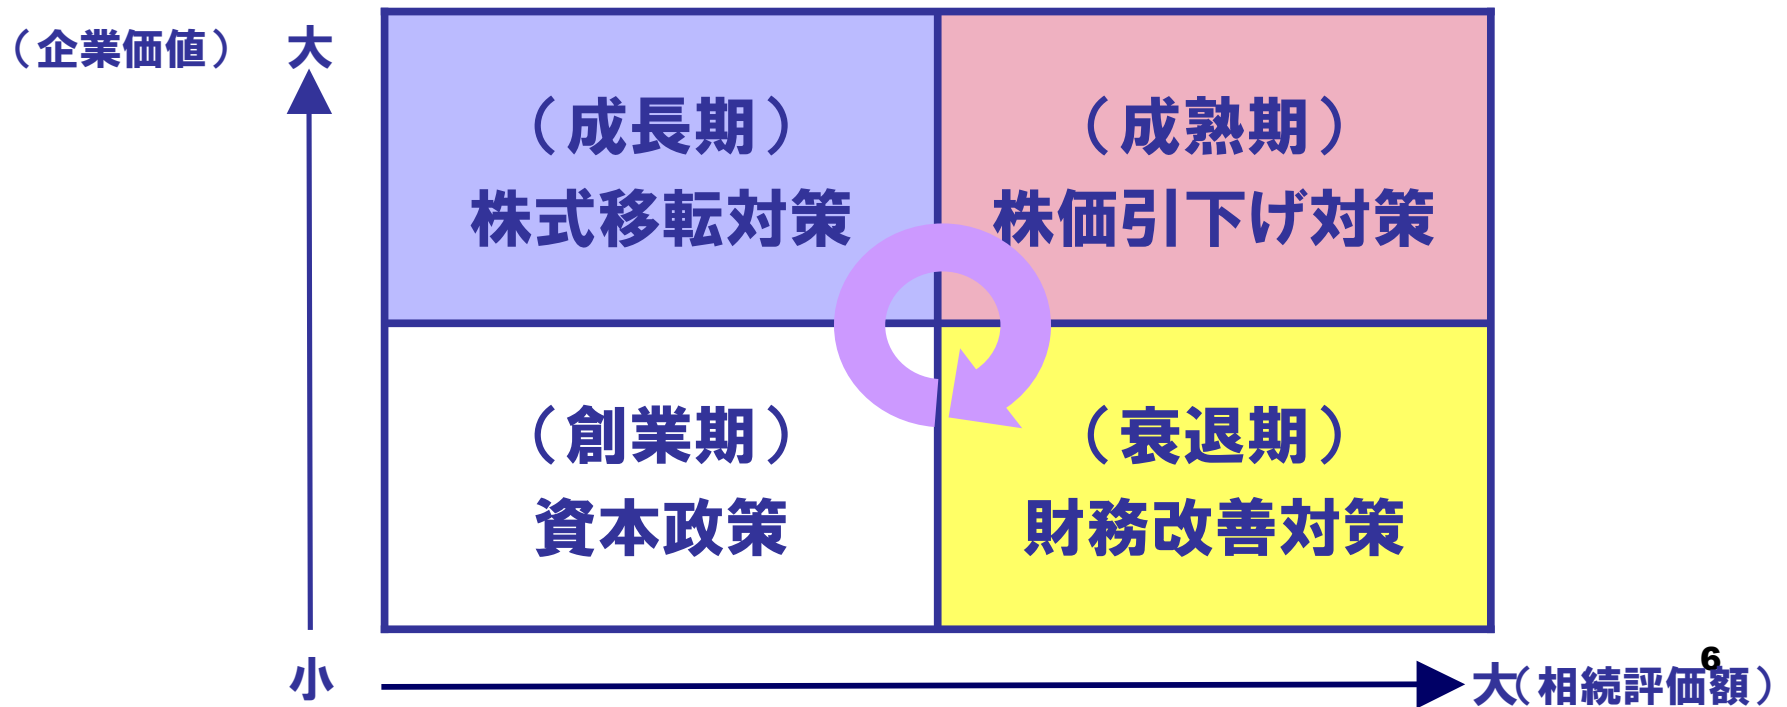 （企業価値） 大
（成長期）
株式移転対策
（成熟期）
株価引下げ対策
（創業期）
資本政策
（衰退期）
財務改善対策
小
大（相続評価額）
6